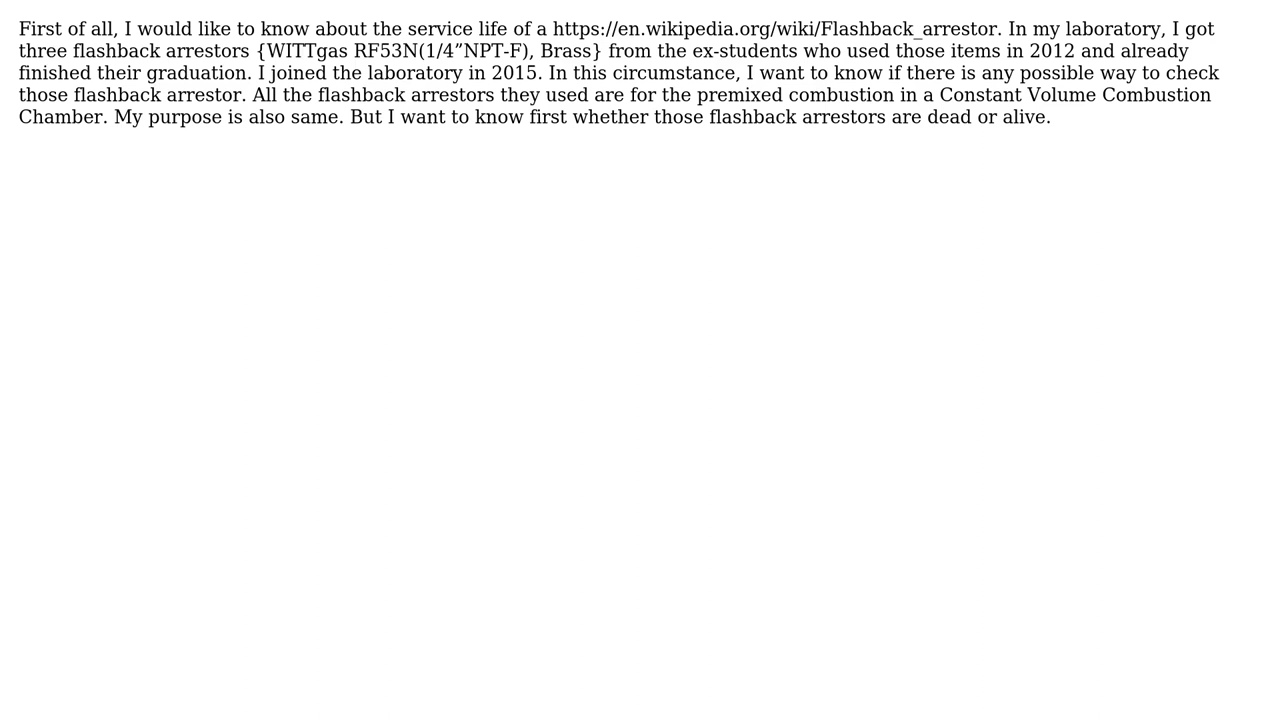 First of all, I would like to know about the service life of a https://en.wikipedia.org/wiki/Flashback_arrestor. In my laboratory, I got
three flashback arrestors {WITTgas RF53N(1/4”NPT-F), Brass} from the ex-students who used those items in 2012 and already
finished their graduation. I joined the laboratory in 2015. In this circumstance, I want to know if there is any possible way to check
those flashback arrestor. All the flashback arrestors they used are for the premixed combustion in a Constant Volume Combustion
Chamber. My purpose is also same. But I want to know first whether those flashback arrestors are dead or alive.